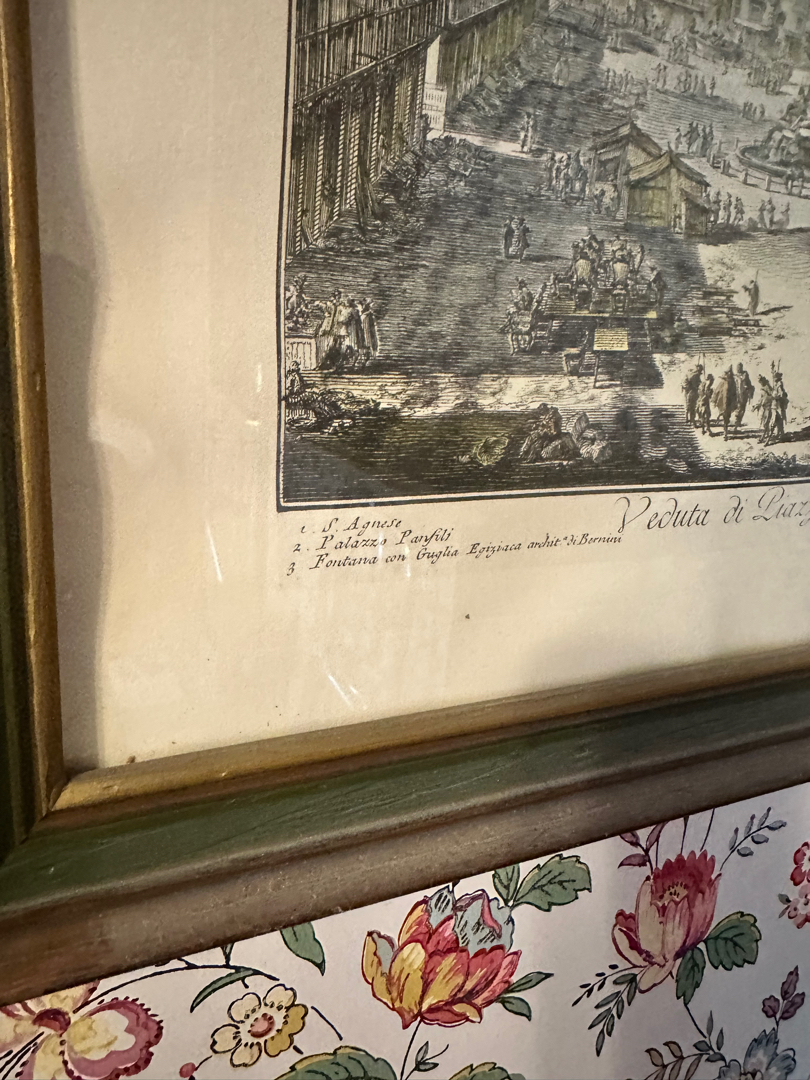 1. S. Agnese
2. Palazzo Panfili
3 Fontana con Guglia Egiziaca archit.ª di Bernini
Veduta di Piaz